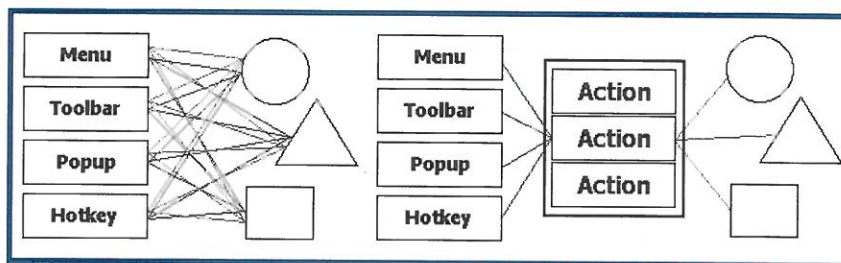 Menu
Toolbar
Popup
Hotkey
Menu
Toolbar
Popup
Hotkey
Action
Action
Action